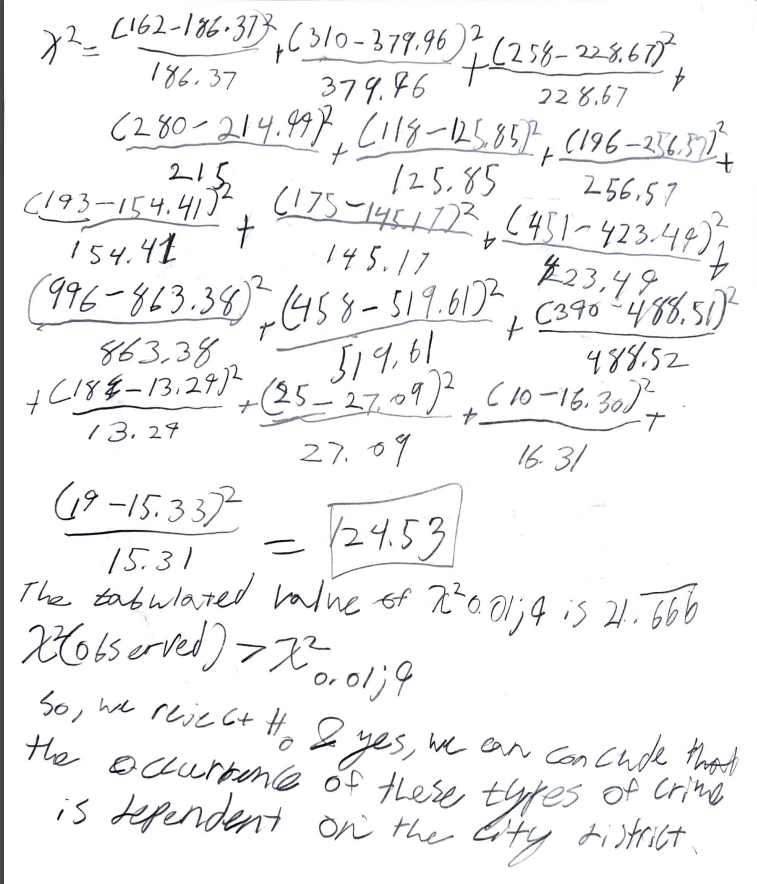 χ² = (162-186.37)²/186.37 + (310-379.96)²/379.96 + (258-228.67)²/228.67 +
(280-214.99)²/215 + (118-125.85)²/125.85 + (196-256.57)²/256.57 +
(193-154.41)²/154.41 + (175-145.17)²/145.17 + (451-423.49)²/423.49 +
(996-863.38)²/863.38 + (458-519.61)²/519.61 + (390-488.51)²/488.52
+ (18-13.29)²/13.29 + (25-27.09)²/27.09 + (10-16.30)²/16.31 +
(19-15.33)²/15.31 = 124.53
The tabulated value of χ²0.01;9 is 21.666
χ²(observed) > χ²0.01;9
So, we reject H₀ & yes, we can conclude that
the occurrence of these types of crime
is dependent on the city district.